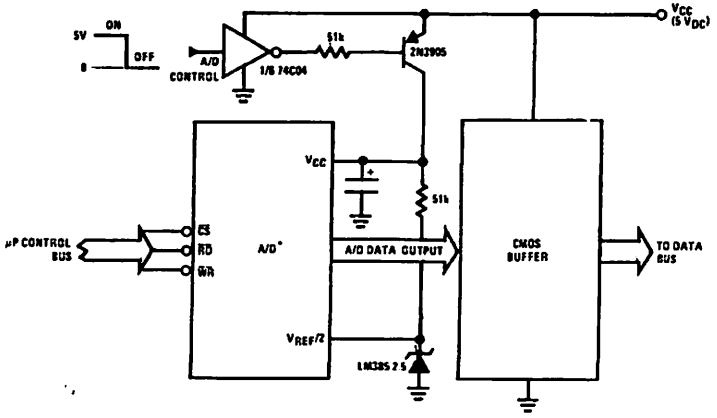 VCC
(5 VDC)
ON
5V
51k
OFF
0
A/D
CONTROL
1/6 74C04
2N2905
VCC
+
51k
µP CONTROL
BUS
CS
RD
WR
A/D*
A/D DATA OUTPUT
CMOS
BUFFER
TO DATA
BUS
VREF/2
LM385 2.5